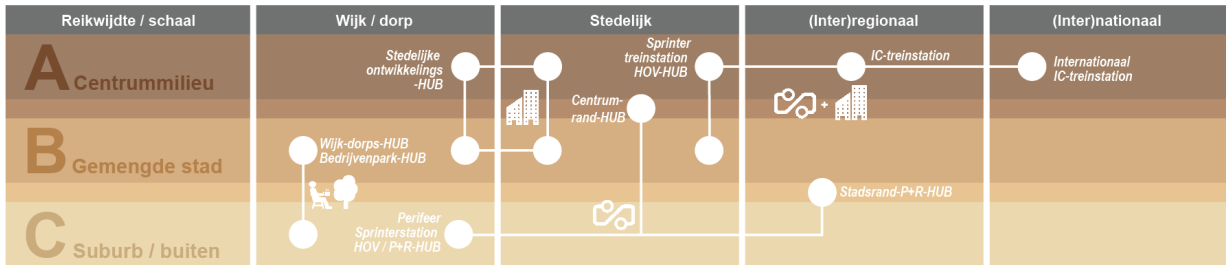 Reikwijdte / schaal
Wijk / dorp
Stedelijk
(Inter)regionaal
(Inter)nationaal
A Centrummilieu
Stedelijke
ontwikkelings
-HUB
Sprinter
treinstation
HOV-HUB
IC-treinstation
Internationaal
IC-treinstation
Centrum-
rand-HUB
+
B Gemengde stad
Wijk-dorps-HUB
Bedrijvenpark-HUB
Stadsrand-P+R-HUB
C Suburb / buiten
Perifeer
Sprinterstation
HOV / P+R-HUB